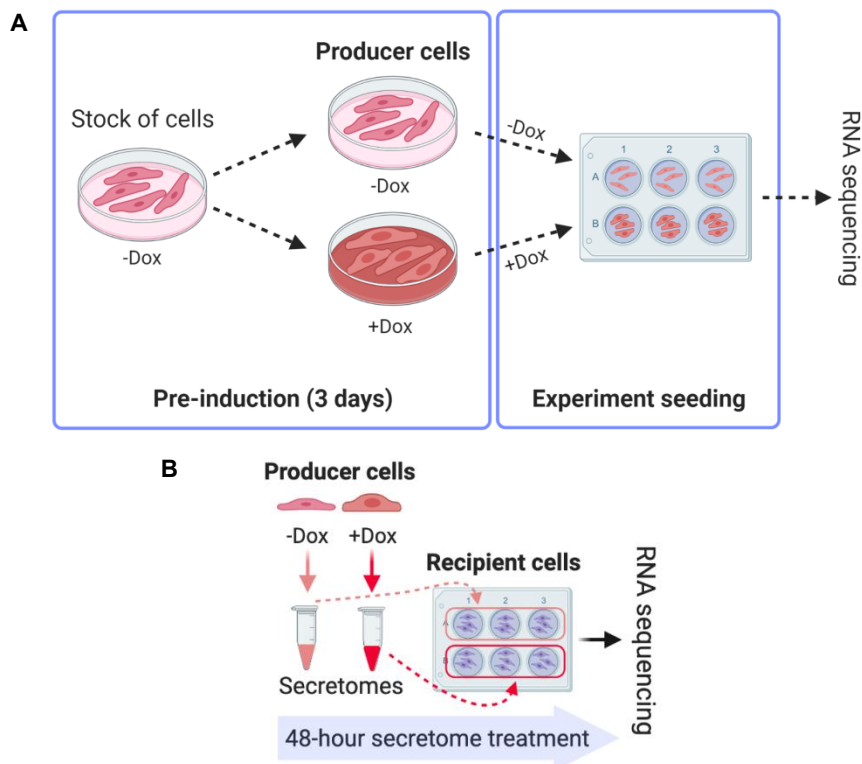 A
Producer cells
Stock of cells
-Dox
-Dox
+Dox
-Dox
+Dox
1 2 3
A
B
RNA sequencing
Pre-induction (3 days)
Experiment seeding
B
Producer cells
-Dox +Dox
Recipient cells
1 2 3
A
B
Secretomes
RNA sequencing
48-hour secretome treatment